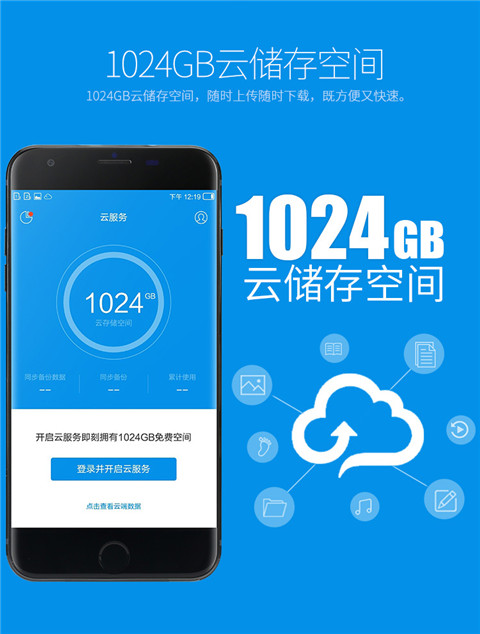 1024GB云储存空间
1024GB云储存空间，随时上传随时下载，既方便又快速。
下午 12:19
云服务
1024GB
云存储空间
同步备份数据 同步备份 累计使用
-- -- --
开启云服务即刻拥有1024GB免费空间
登录并开启云服务
点击查看云端数据
1024GB
云储存空间